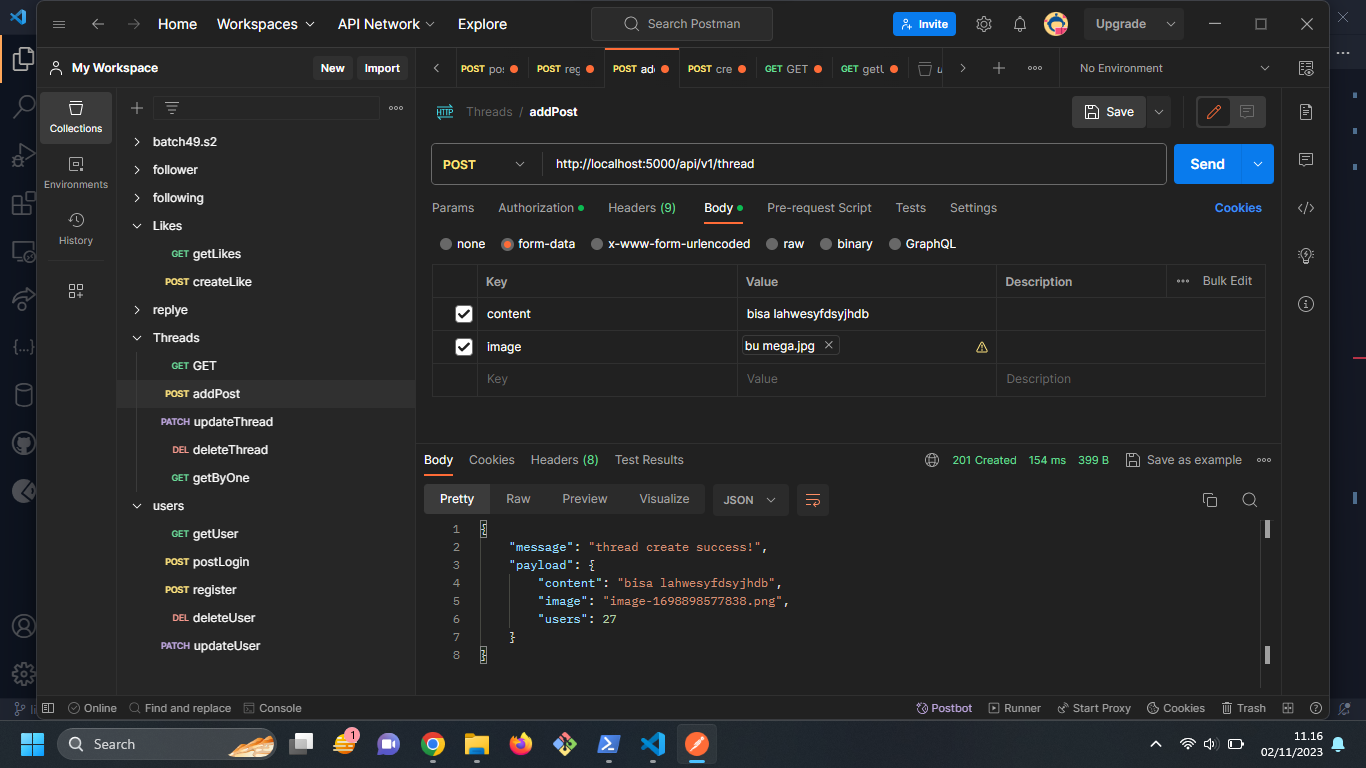 Home Workspaces API Network Explore Search Postman Invite Upgrade
My Workspace New Import
POST POST reg POST POST cre GET GET GET No Environment
Collections
Environments
History
batch49.s2
follower
following
Likes
GET getLikes
POST createLike
replye
Threads
GET GET
POST addPost
PATCH updateThread
DEL deleteThread
GET getByOne
users
GET getUser
POST postLogin
POST register
DEL deleteUser
PATCH updateUser
HTTP Threads / addPost Save
POST http://localhost:5000/api/v1/thread Send
Params Authorization Headers (9) Body Pre-request Script Tests Settings Cookies
none form-data x-www-form-urlencoded raw binary GraphQL
Key Value Description Bulk Edit
content bisa lahwesyfdsyjhdb
image bu mega.jpg
Key Value Description
Body Cookies Headers (8) Test Results 201 Created 154 ms 399 B Save as example
Pretty Raw Preview Visualize JSON
1 {
2 "message": "thread create success!",
3 "payload": {
4 "content": "bisa lahwesyfdsyjhdb",
5 "image": "image-1698898577838.png",
6 "users": 27
7 }
8 }
Online Find and replace Console Postbot Runner Start Proxy Cookies Trash
Search 1 11.16
02/11/2023